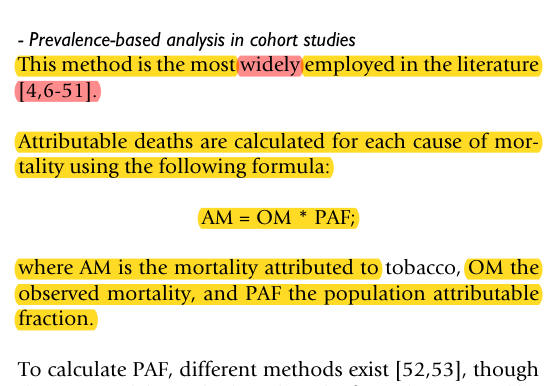 - Prevalence-based analysis in cohort studies
This method is the most widely employed in the literature
[4,6-51].
Attributable deaths are calculated for each cause of mor-
tality using the following formula:
AM = OM * PAF;
where AM is the mortality attributed to tobacco, OM the
observed mortality, and PAF the population attributable
fraction.
To calculate PAF, different methods exist [52,53], though